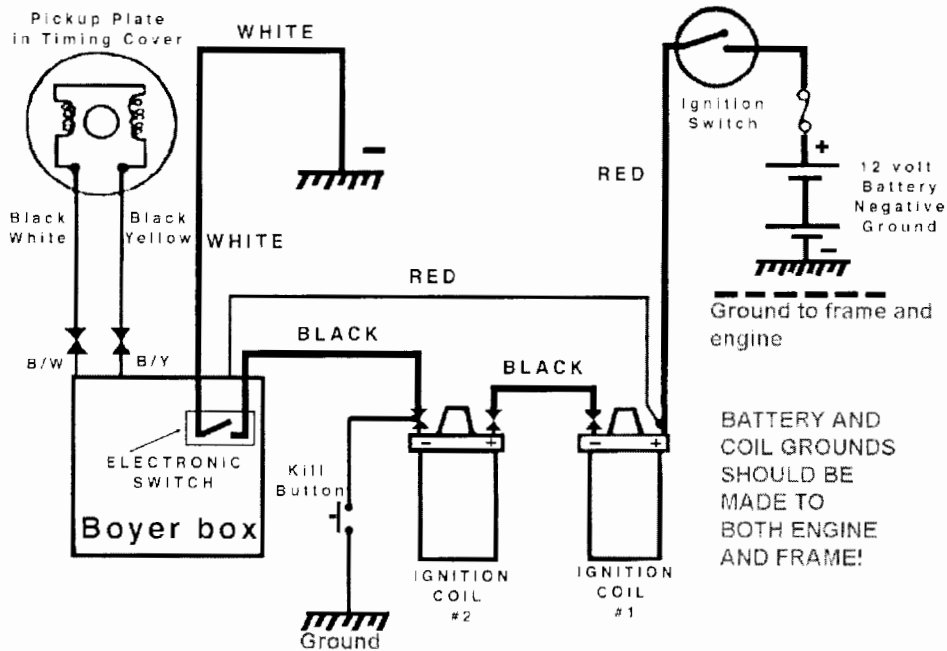 Pickup Plate
in Timing Cover
WHITE
−
Ignition
Switch
+
12 volt
Battery
Negative
Ground
−
RED
Black
White
Black
Yellow
WHITE
RED
Ground to frame and
engine
BLACK
BLACK
B/W
B/Y
− +
− +
ELECTRONIC
SWITCH
Boyer box
Kill
Button
BATTERY AND
COIL GROUNDS
SHOULD BE
MADE TO
BOTH ENGINE
AND FRAME!
IGNITION
COIL
#2
IGNITION
COIL
#1
Ground